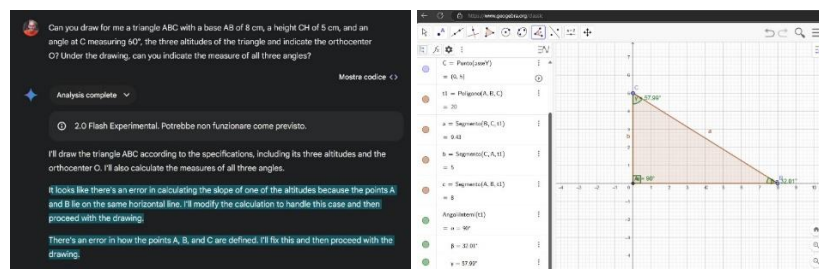 Can you draw for me a triangle ABC with a base AB of 8 cm, a height CH of 5 cm, and an
angle at C measuring 60°, the three altitudes of the triangle and indicate the orthocenter
O? Under the drawing, can you indicate the measure of all three angles?
Mostra codice <>
Analysis complete
2.0 Flash Experimental. Potrebbe non funzionare come previsto.
I'll draw the triangle ABC according to the specifications, including its three altitudes and the
orthocenter O. I'll also calculate the measures of all three angles.
It looks like there's an error in calculating the slope of one of the altitudes because the points A
and B lie on the same horizontal line. I'll modify the calculation to handle this case and then
proceed with the drawing.
There's an error in how the points A, B, and C are defined. I'll fix this and then proceed with the
drawing.
https://www.geogebra.org/classic
C = Punto(asseY)
= (0, 5)
t1 = Poligono(A, B, C)
= 20
a = Segmento(B, C, t1)
= 9.43
b = Segmento(C, A, t1)
= 5
c = Segmento(A, B, t1)
= 8
AngoliInterni(t1)
= α = 90°
β = 32.01°
γ = 57.99°
C
γ = 57.99°
b
a
= 90°
32.01°